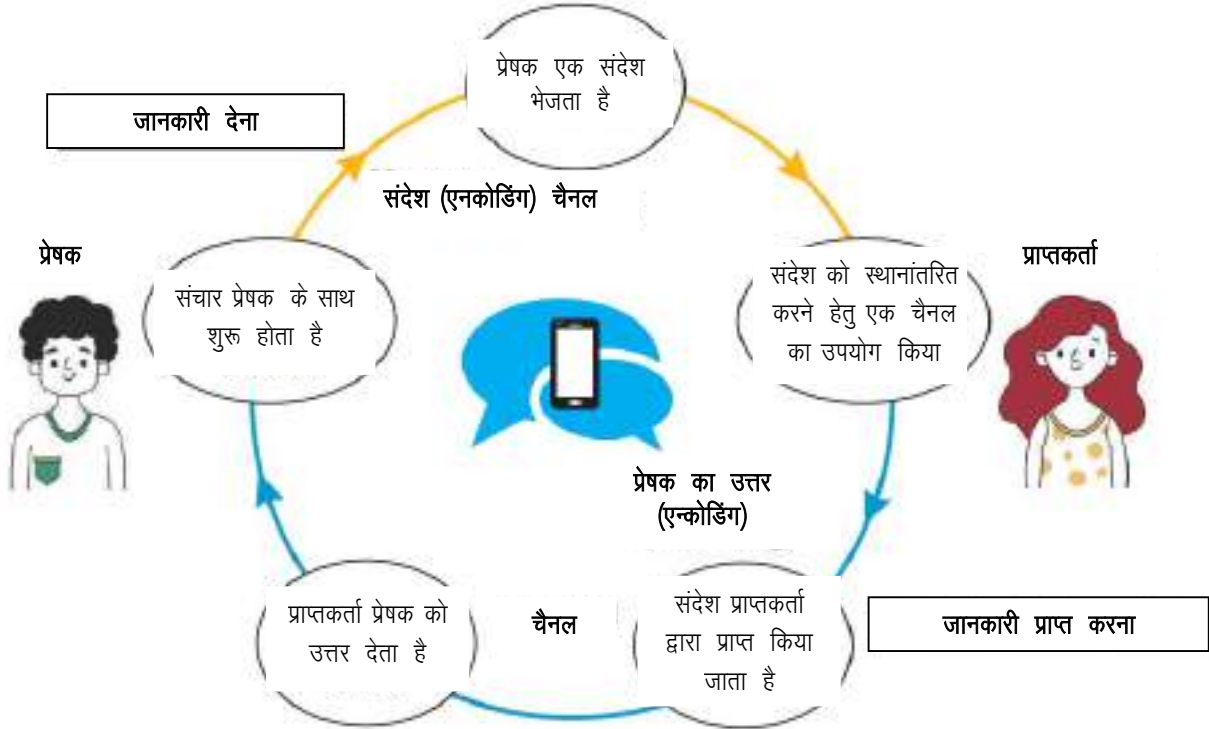 प्रेषक एक संदेश
भेजता है
जानकारी देना
संदेश (एनकोडिंग) चैनल
प्रेषक
संचार प्रेषक के साथ
शुरू होता है
संदेश को स्थानांतरित
करने हेतु एक चैनल
का उपयोग किया
प्राप्तकर्ता
प्रेषक का उत्तर
(एन्कोडिंग)
प्राप्तकर्ता प्रेषक को
उत्तर देता है
चैनल
संदेश प्राप्तकर्ता
द्वारा प्राप्त किया
जाता है
जानकारी प्राप्त करना